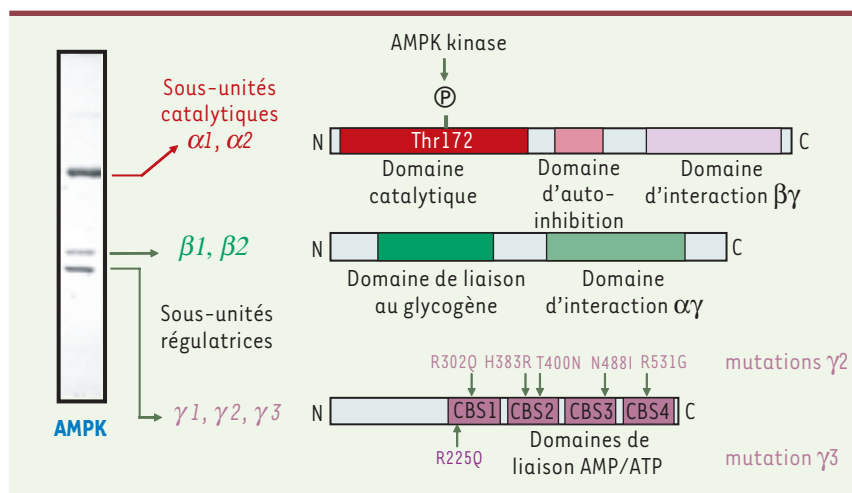 AMPK kinase
P
Sous-unités
catalytiques
α1, α2
N
Thr172
C
Domaine
catalytique
Domaine
d'auto-
inhibition
Domaine
d'interaction βγ
β1, β2
N
C
Domaine de liaison
au glycogène
Domaine
d'interaction αγ
Sous-unités
régulatrices
R302Q H383R T400N N488I R531G mutations γ2
γ1, γ2, γ3
N
CBS1 CBS2 CBS3 CBS4
C
AMPK
R225Q
Domaines de
liaison AMP/ATP
mutation γ3